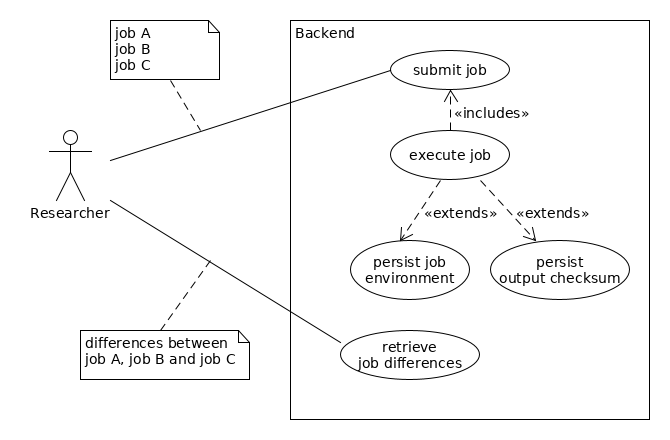 job A
job B
job C
Backend
submit job
«includes»
execute job
Researcher
«extends»
«extends»
persist job
environment
persist
output checksum
differences between
job A, job B and job C
retrieve
job differences